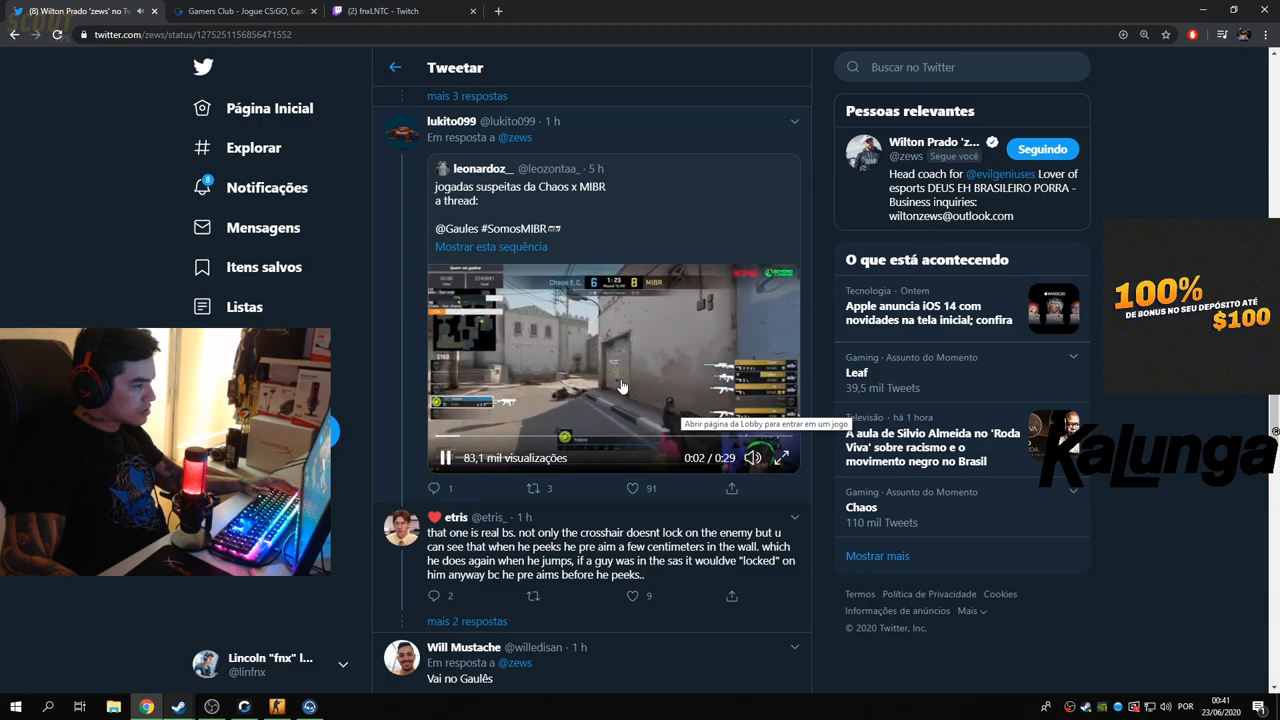 SCOUT
(8) Wilton Prado 'zews' no Tw
Gamers Club - Jogue CS:GO, Can
(2) fnxLNTC - Twitch
twitter.com/zews/status/1275251156856471552
Página Inicial
Explorar
8
Notificações
Mensagens
Itens salvos
Listas
Lincoln "fnx" l...
@linfnx
Tweetar
mais 3 respostas
lukito099 @lukito099 · 1 h
Em resposta a @zews
leonardoz__ @leozontaa_ · 5 h
jogadas suspeitas da Chaos x MIBR
a thread:
@Gaules #SomosMIBR
Mostrar esta sequência
Chaos E.C. 6 1:23 8 MIBR
83,1 mil visualizações
0:02 / 0:29
Abrir página da Lobby para entrar em um jogo
1
3
91
etris @etris_ · 1 h
that one is real bs. not only the crosshair doesnt lock on the enemy but u
can see that when he peeks he pre aim a few centimeters in the wall. which
he does again when he jumps, if a guy was in the sas it wouldve "locked" on
him anyway bc he pre aims before he peeks..
2
9
mais 2 respostas
Will Mustache @willedisan · 1 h
Em resposta a @zews
Vai no Gaulês
Buscar no Twitter
Pessoas relevantes
Wilton Prado 'z...
@zews Segue você
Seguindo
Head coach for @evilgeniuses Lover of
esports DEUS EH BRASILEIRO PORRA -
Business inquiries:
wiltonzews@outlook.com
O que está acontecendo
Tecnologia · Ontem
Apple anuncia iOS 14 com
novidades na tela inicial; confira
Gaming · Assunto do Momento
Leaf
39,5 mil Tweets
Televisão · há 1 hora
A aula de Silvio Almeida no 'Roda
Viva' sobre racismo e o
movimento negro no Brasil
Gaming · Assunto do Momento
Chaos
110 mil Tweets
Mostrar mais
Termos Política de Privacidade Cookies
Informações de anúncios Mais
© 2020 Twitter, Inc.
100%
DE BONUS NO SEU DEPÓSITO ATÉ
$100
Kalunga
POR
00:41
23/06/2020
1